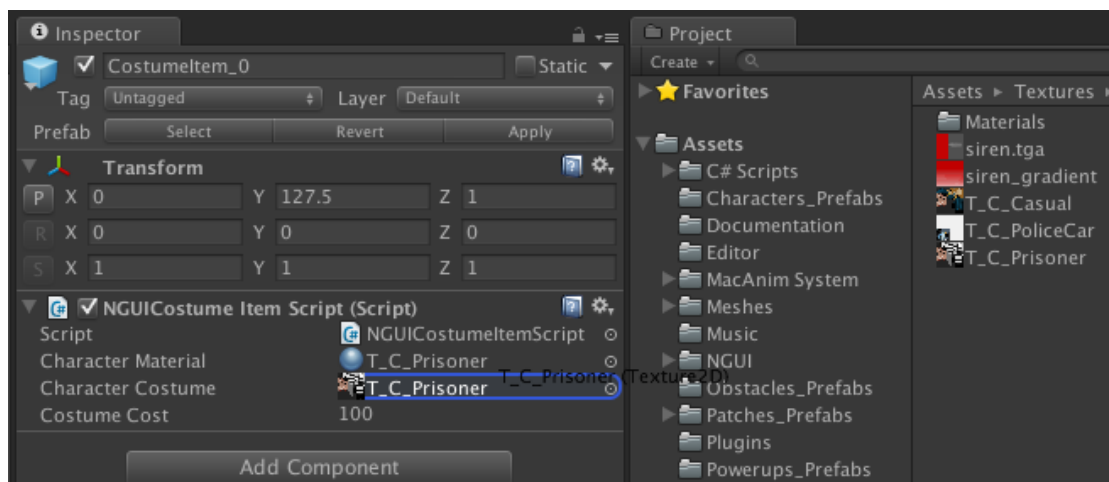 Inspector
CostumeItem_0 Static
Tag Untagged Layer Default
Prefab Select Revert Apply
Transform
P X 0 Y 127.5 Z 1
R X 0 Y 0 Z 0
S X 1 Y 1 Z 1
NGUICostume Item Script (Script)
Script NGUICostumeItemScript
Character Material T_C_Prisoner
Character Costume T_C_Prisoner
T_C_Prisoner (Texture2D)
Costume Cost 100
Add Component
Project
Create
Favorites
Assets
C# Scripts
Characters_Prefabs
Documentation
Editor
MacAnim System
Meshes
Music
NGUI
Obstacles_Prefabs
Patches_Prefabs
Plugins
Powerups_Prefabs
Assets ▸ Textures ▸
Materials
siren.tga
siren_gradient
T_C_Casual
T_C_PoliceCar
T_C_Prisoner